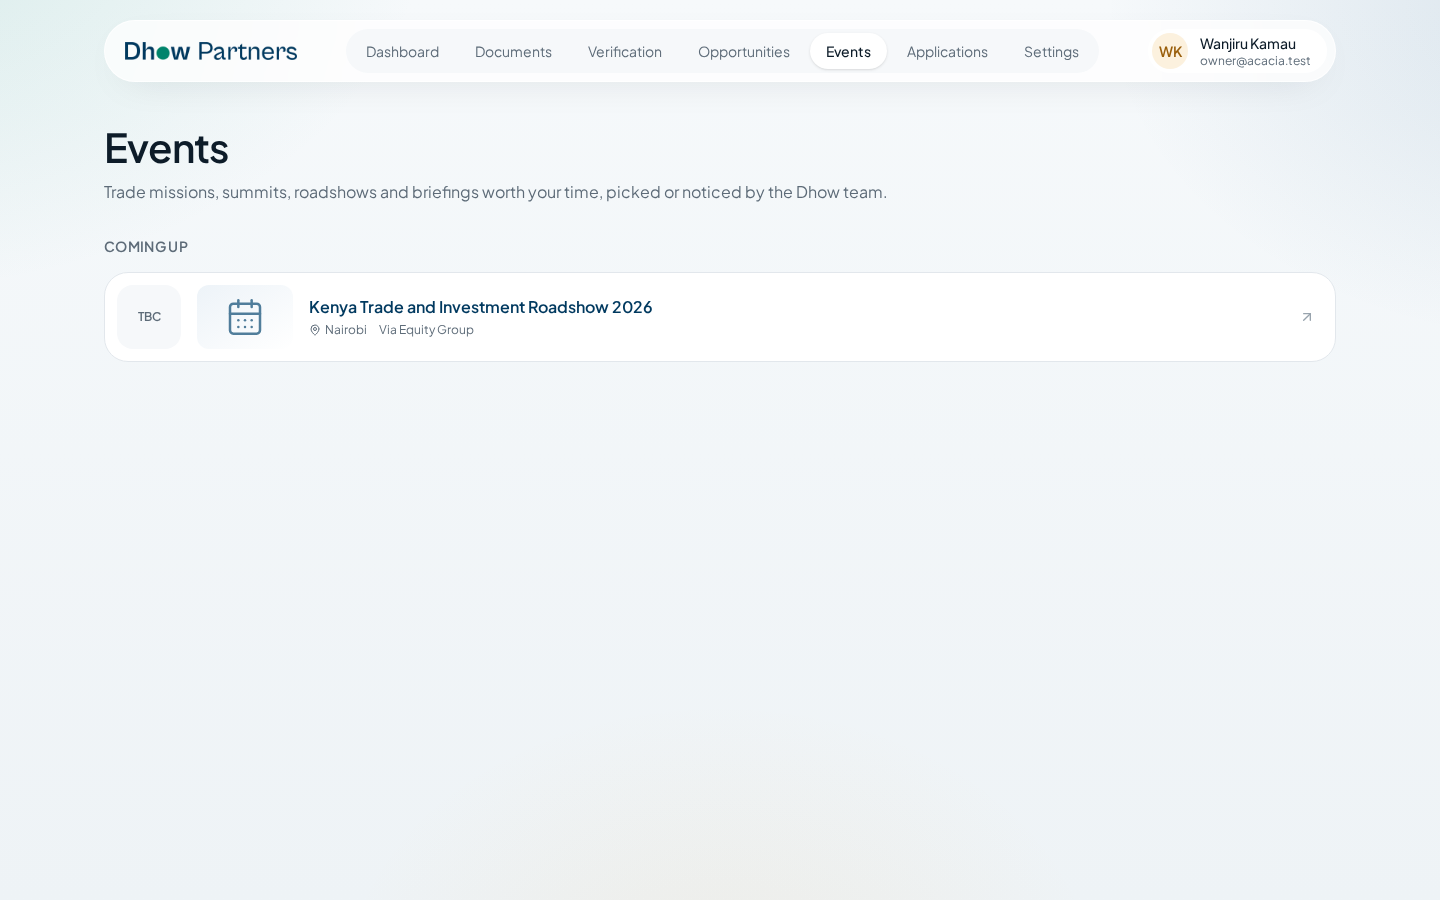 Dhow Partners
Dashboard
Documents
Verification
Opportunities
Events
Applications
Settings
WK
Wanjiru Kamau
owner@acacia.test
Events
Trade missions, summits, roadshows and briefings worth your time, picked or noticed by the Dhow team.
COMING UP
TBC
Kenya Trade and Investment Roadshow 2026
Nairobi Via Equity Group